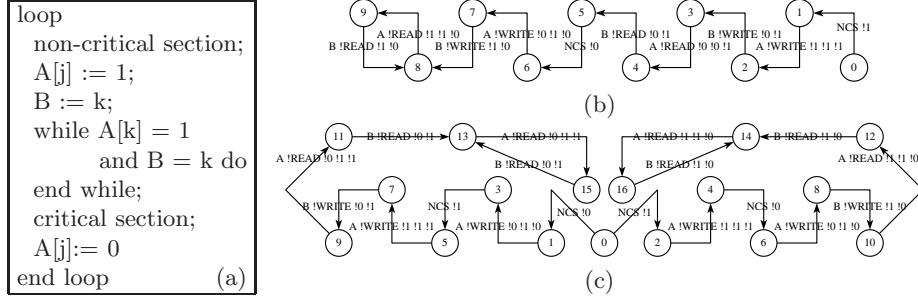 loop
non-critical section;
A[j] := 1;
B := k;
while A[k] = 1
and B = k do
end while;
critical section;
A[j]:= 0
end loop (a)
9 7 5 3 1
A !READ !1 !1 !0 A !WRITE !0 !1 !0 B !READ B !WRITE !0 !1 NCS !1
B !READ !1 !0 B !WRITE !1 !0 NCS !0 A !READ A !WRITE !1 !1 !1
8 6 4 2 0
(b)
11 B !READ !0 !1 13 A !READ !0 !1 !1 A !READ !1 !1 !0 14 B !READ !1 !0 12
A !READ !0 !1 !1 B !READ !0 !1 B !READ !1 !0 A !READ !1 !1 !0
7 3 15 16 4 8
B !WRITE !0 !1 NCS !1 NCS !0 NCS !1 NCS !0 B !WRITE !1 !0
A !WRITE !1 !1 !1 A !WRITE !0 !1 !0 A !WRITE !1 !1 !1 A !WRITE !0 !1 !0
9 5 1 0 2 6 10
(c)